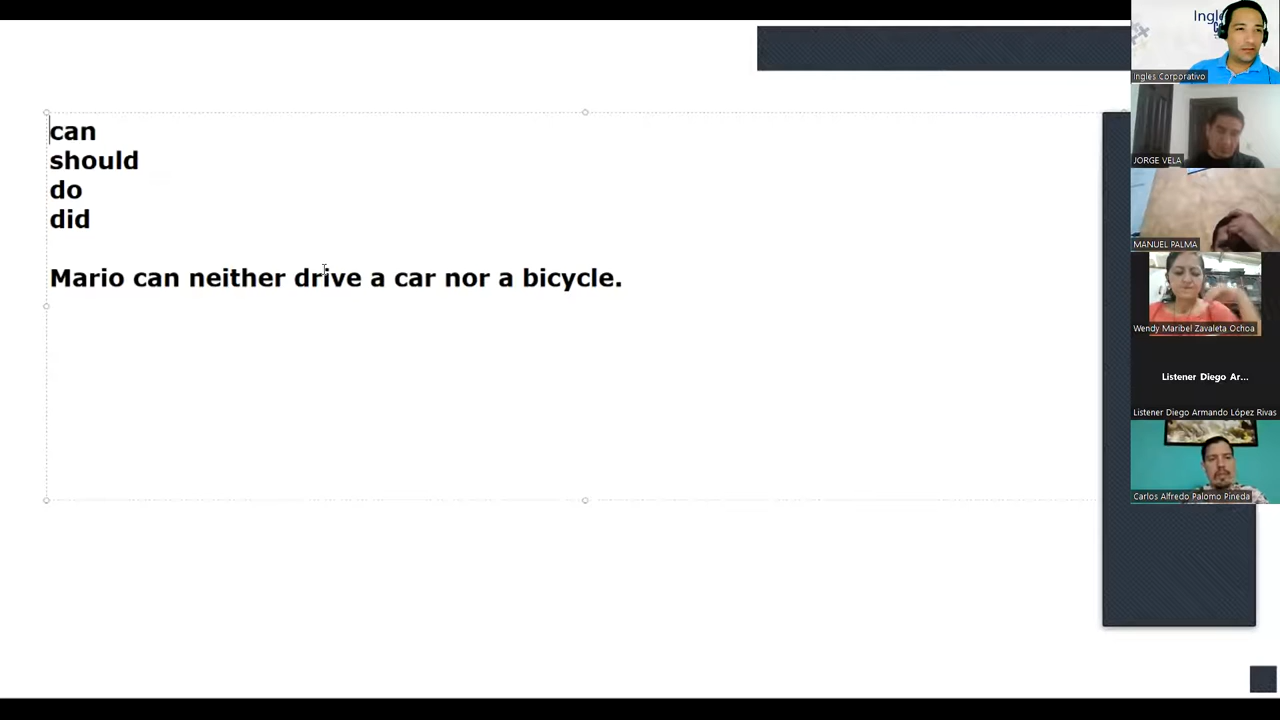 can
should
do
did
Mario can neither drive a car nor a bicycle.
Ingles Corporativo
JORGE VELA
MANUEL PALMA
Wendy Maribel Zavaleta Ochoa
Listener Diego Ar...
Listener Diego Armando López Rivas
Carlos Alfredo Palomo Pineda